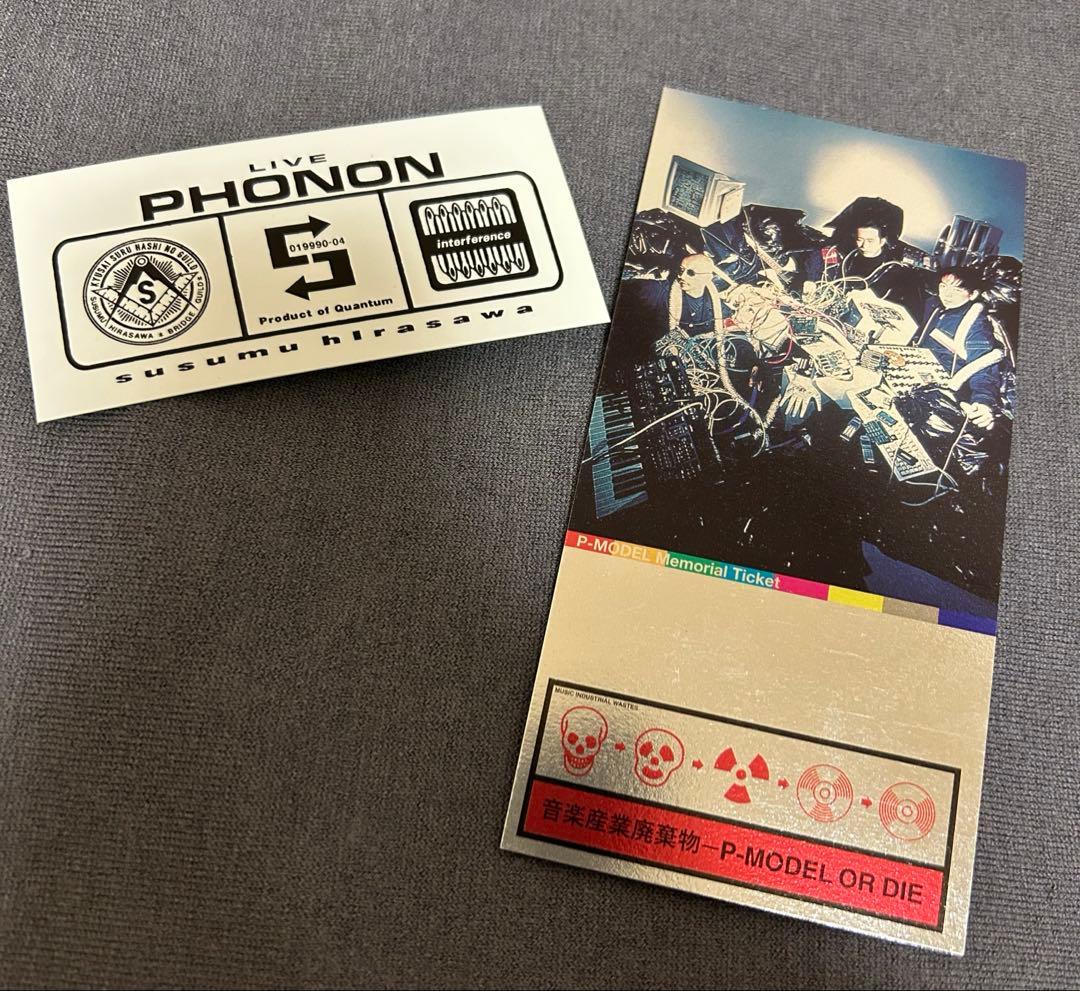 LIVE
PHONON
KYUSAI SURU HASHI NO GUILD
SUSUMU HIRASAWA BRIDGE GUILD
S
019990-04
Product of Quantum
interference
susumu hirasawa
P-MODEL Memorial Ticket
MUSIC INDUSTRIAL WASTES
音楽産業廃棄物—P-MODEL OR DIE